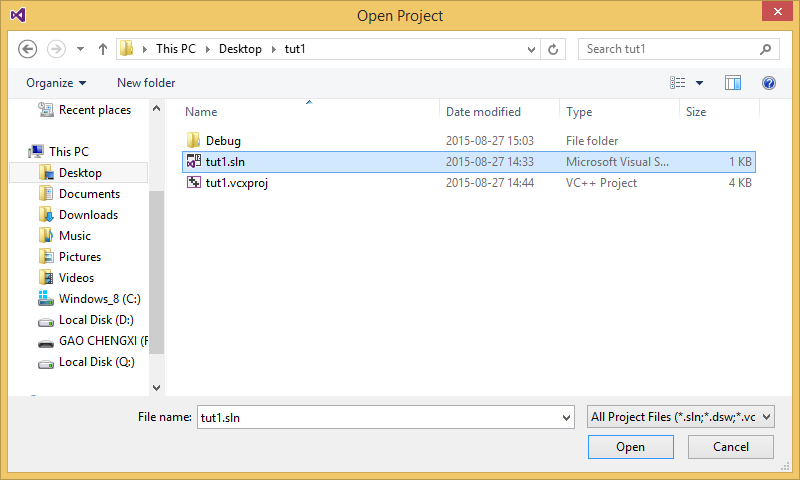 Open Project
This PC Desktop tut1
Search tut1
Organize New folder
Recent places
This PC
Desktop
Documents
Downloads
Music
Pictures
Videos
Windows_8 (C:)
Local Disk (D:)
GAO CHENGXI (F
Local Disk (Q:)
Name Date modified Type Size
Debug 2015-08-27 15:03 File folder
tut1.sln 2015-08-27 14:33 Microsoft Visual S... 1 KB
tut1.vcxproj 2015-08-27 14:44 VC++ Project 4 KB
File name: tut1.sln All Project Files (*.sln;*.dsw;*.vc
Open Cancel